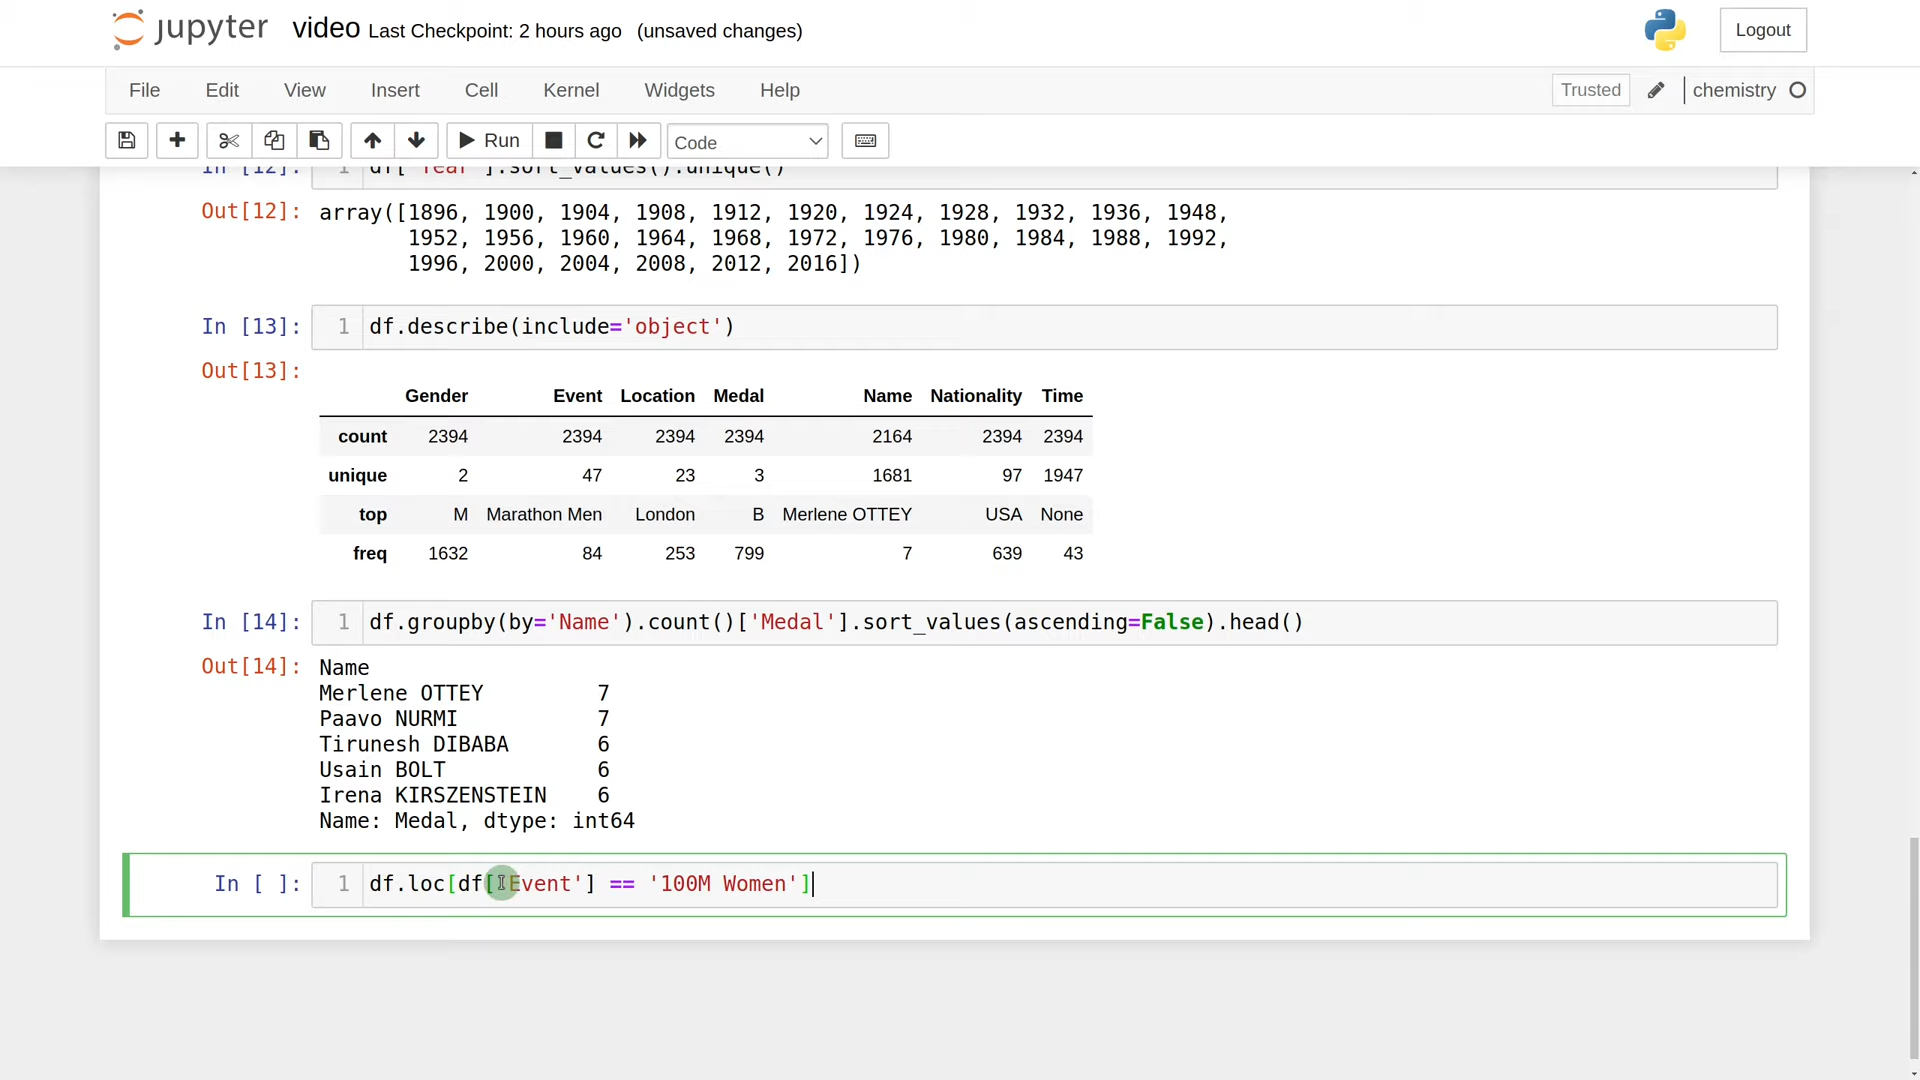 jupyter video Last Checkpoint: 2 hours ago (unsaved changes) Logout
File Edit View Insert Cell Kernel Widgets Help Trusted chemistry
Run Code
In [12]: 1 df['Year'].sort_values().unique()
Out[12]: array([1896, 1900, 1904, 1908, 1912, 1920, 1924, 1928, 1932, 1936, 1948,
1952, 1956, 1960, 1964, 1968, 1972, 1976, 1980, 1984, 1988, 1992,
1996, 2000, 2004, 2008, 2012, 2016])
In [13]: 1 df.describe(include='object')
Out[13]:
Gender Event Location Medal Name Nationality Time
count 2394 2394 2394 2394 2164 2394 2394
unique 2 47 23 3 1681 97 1947
top M Marathon Men London B Merlene OTTEY USA None
freq 1632 84 253 799 7 639 43
In [14]: 1 df.groupby(by='Name').count()['Medal'].sort_values(ascending=False).head()
Out[14]: Name
Merlene OTTEY 7
Paavo NURMI 7
Tirunesh DIBABA 6
Usain BOLT 6
Irena KIRSZENSTEIN 6
Name: Medal, dtype: int64
In [ ]: 1 df.loc[df['Event'] == '100M Women']